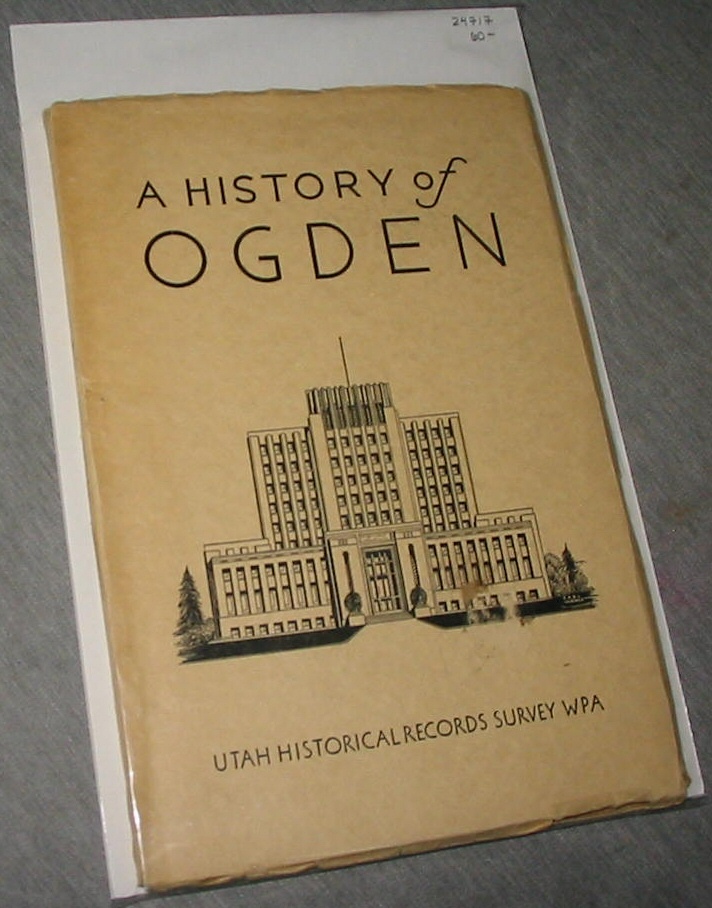 24717
60-
A HISTORY of
OGDEN
UTAH HISTORICAL RECORDS SURVEY WPA